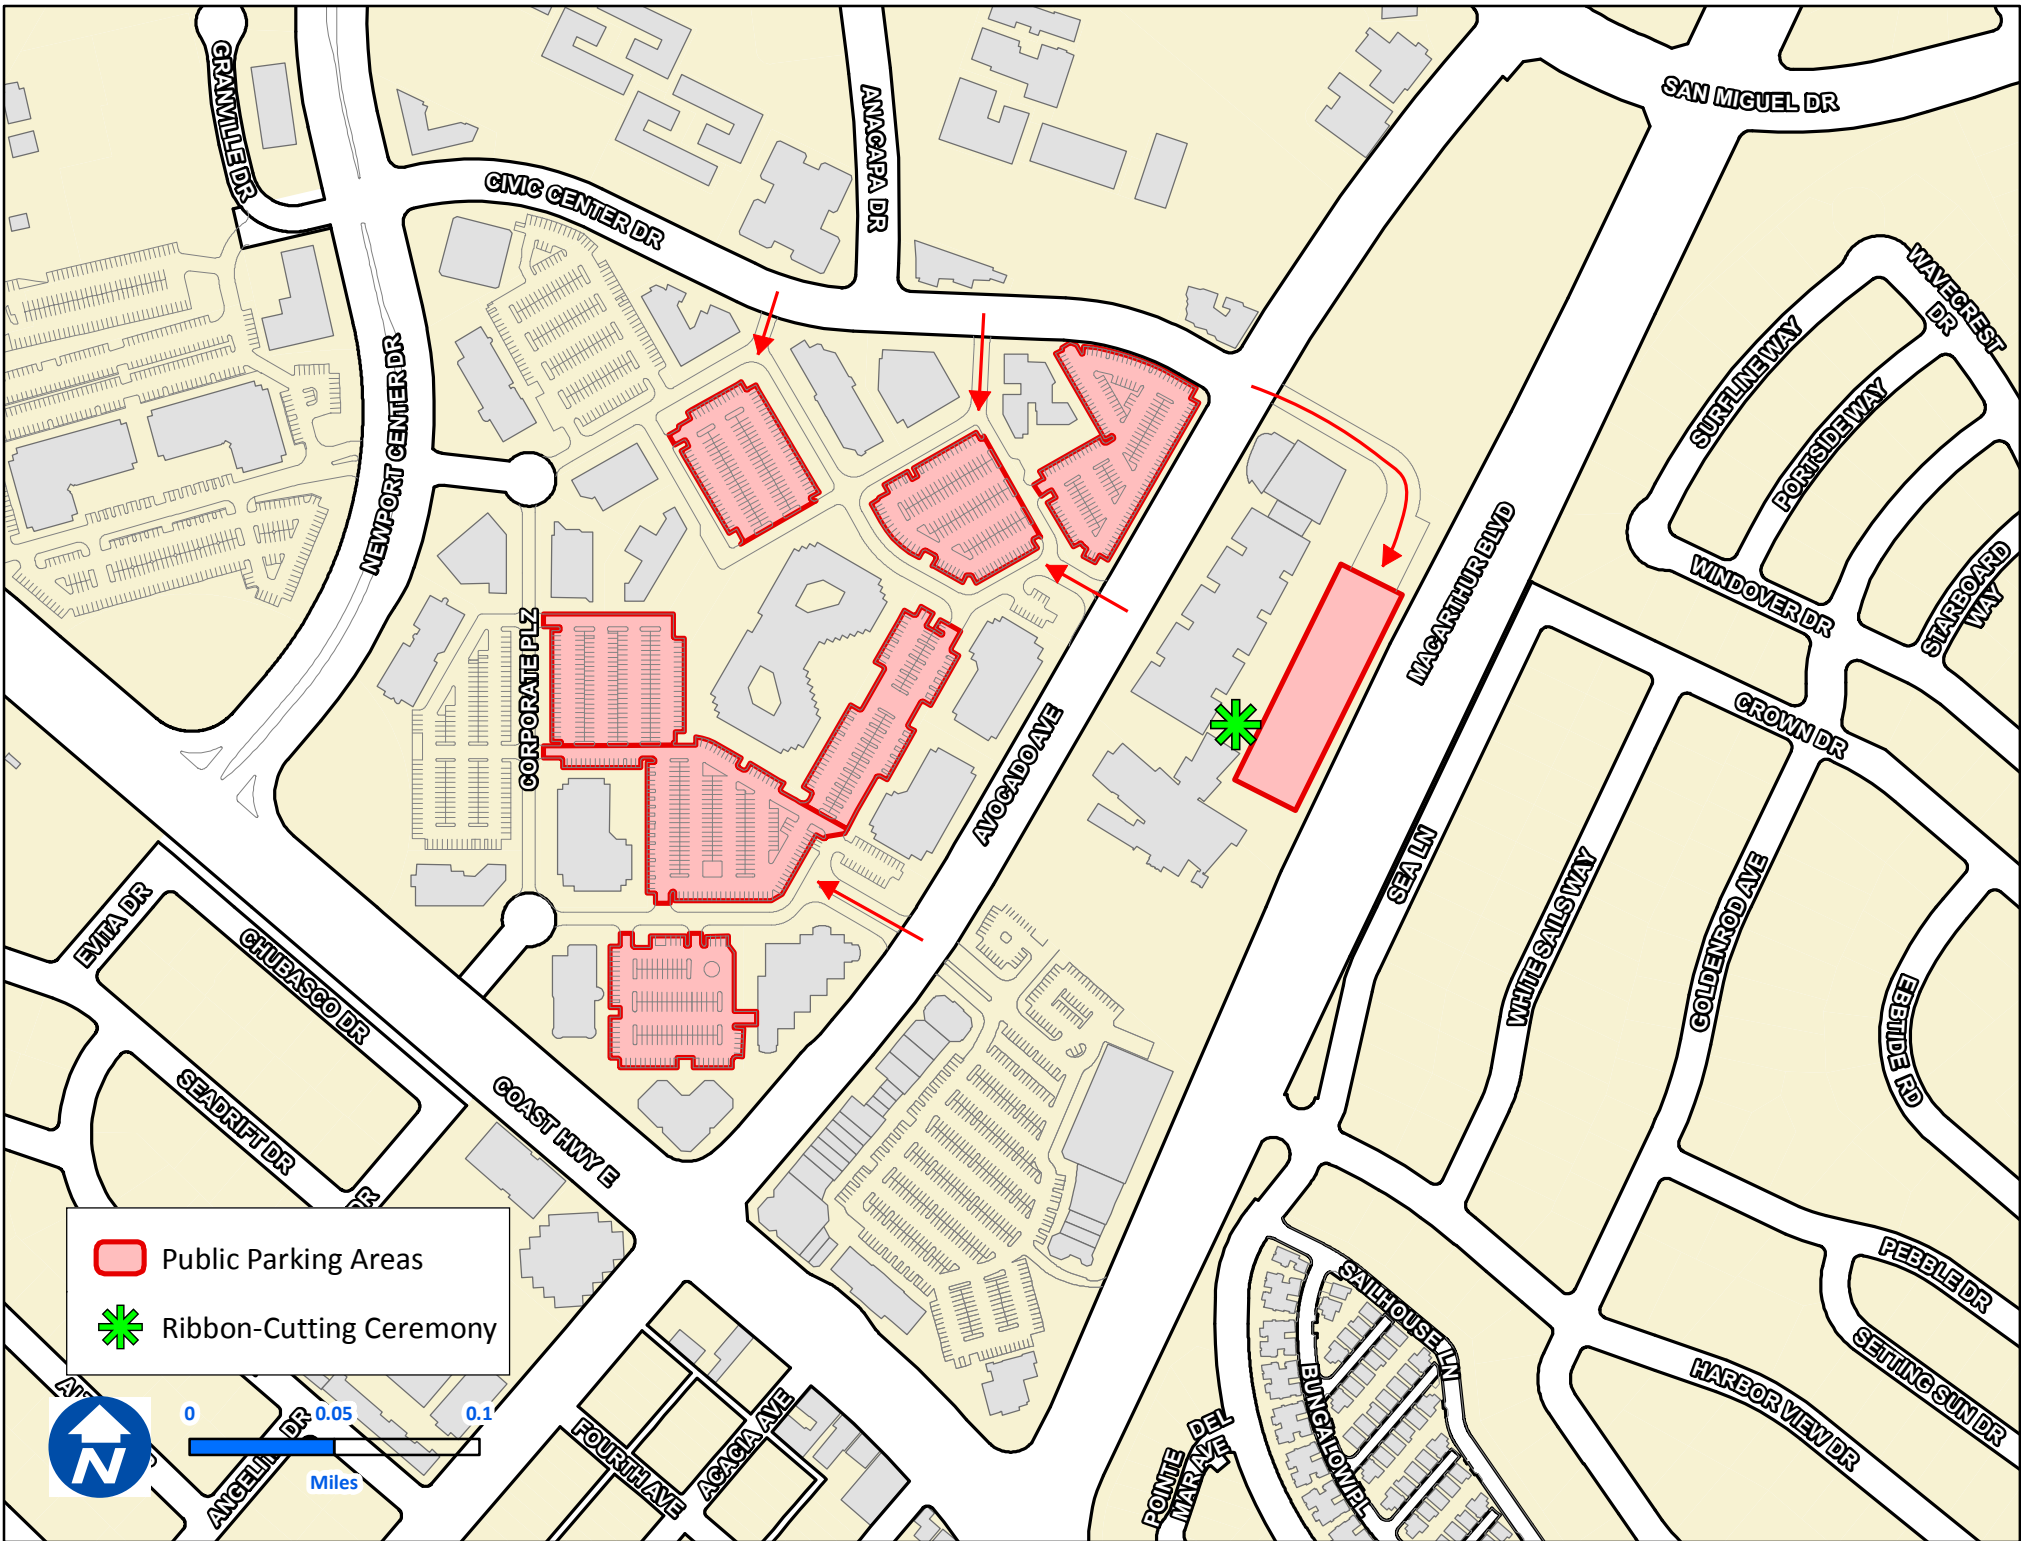 GRANVILLE DR
ANACAPA DR
SAN MIGUEL DR
CIVIC CENTER DR
WAVECREST
DR
SURFLINE WAY
PORTSIDE WAY
NEWPORT CENTER DR
MACARTHUR BLVD
WINDOVER DR
STARBOARD
WAY
CORPORATE PLZ
CROWN DR
AVOCADO AVE
SEA LN
WHITE SAILS WAY
GOLDENROD AVE
EVITA DR
CHUBASCO DR
EBBTIDE RD
SEADRIFT DR
COAST HWY E
DR
Public Parking Areas
Ribbon-Cutting Ceremony
PEBBLE DR
SAILHOUSE LN
SETTING SUN DR
HARBOR VIEW DR
BUNGALOW PL
POINTE DEL
MAR AVE
ACACIA AVE
FOURTH AVE
DR
N
0 0.05 0.1
Miles